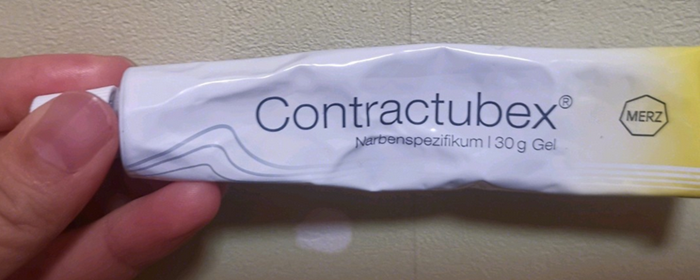 Contractubex®
MERZ
Narbenspezifikum | 30 g Gel